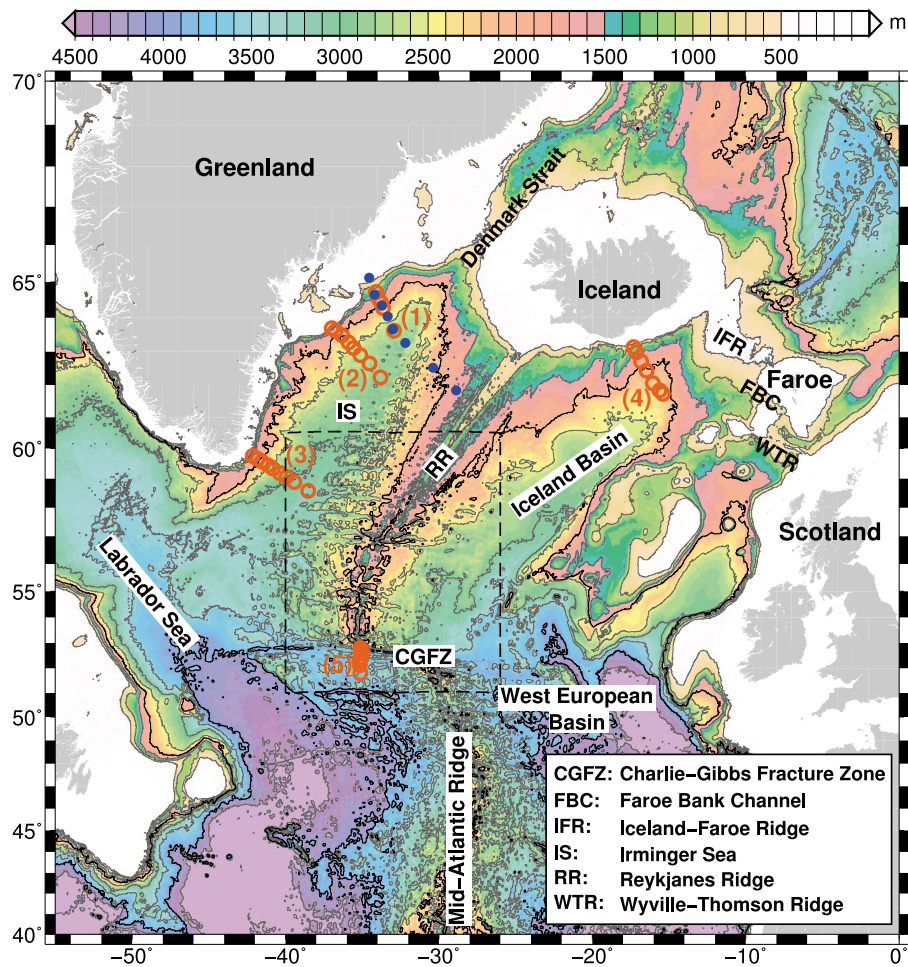 m
4500 4000 3500 3000 2500 2000 1500 1000 500
70°
Greenland
Denmark Strait
65°
Iceland
(1)
IFR
(2)
Faroe
(4)
FBC
IS
60°
(3)
RR
WTR
Iceland Basin
Scotland
Labrador Sea
55°
(5)
CGFZ
50°
West European
Basin
Mid−Atlantic Ridge
CGFZ: Charlie−Gibbs Fracture Zone
FBC: Faroe Bank Channel
IFR: Iceland−Faroe Ridge
IS: Irminger Sea
RR: Reykjanes Ridge
WTR: Wyville−Thomson Ridge
45°
40°
−50° −40° −30° −20° −10° 0°